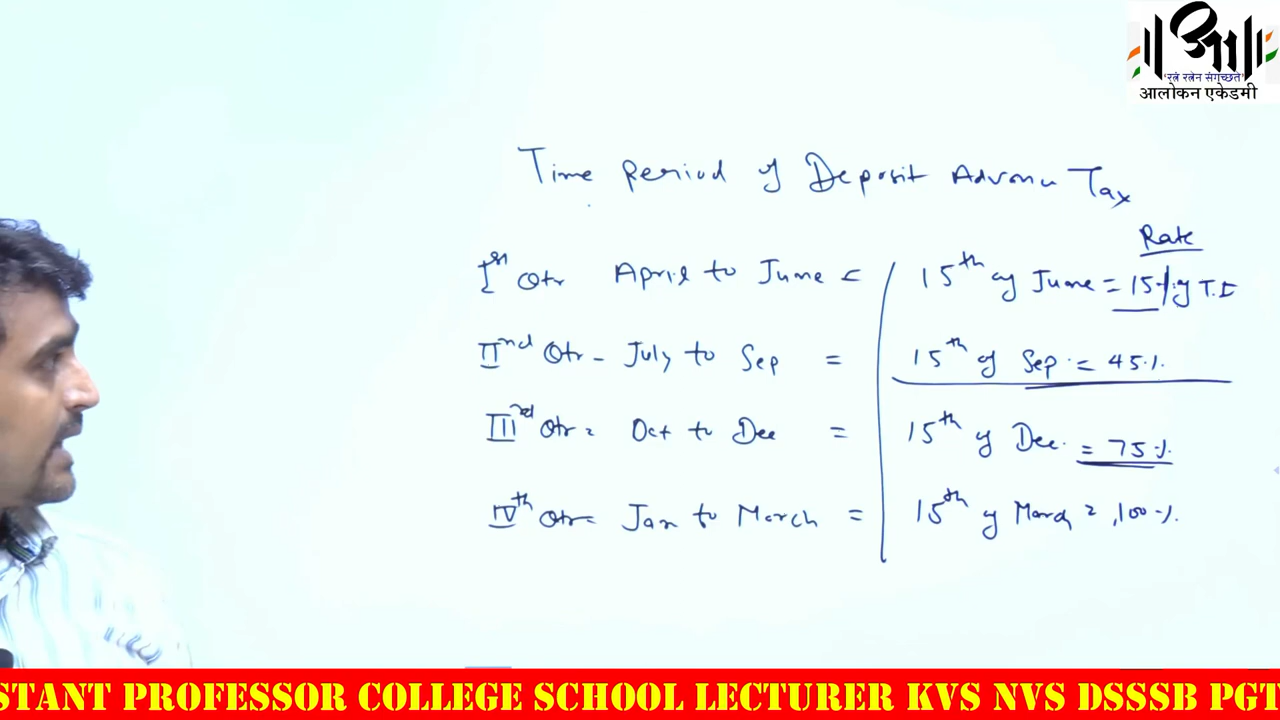 'रत्नं रत्नेन संगच्छते'
आलोकन एकेडमी
Time Period of Deposit Advance Tax
Rate
Ist Qtr April to June = 15th of June = 15% of T.I
IInd Qtr - July to Sep = 15th of Sep. = 45%
IIIrd Qtr = Oct to Dec = 15th of Dec. = 75%
IVth Qtr = Jan to March = 15th of March = 100%
STANT PROFESSOR COLLEGE SCHOOL LECTURER KVS NVS DSSSB PGT